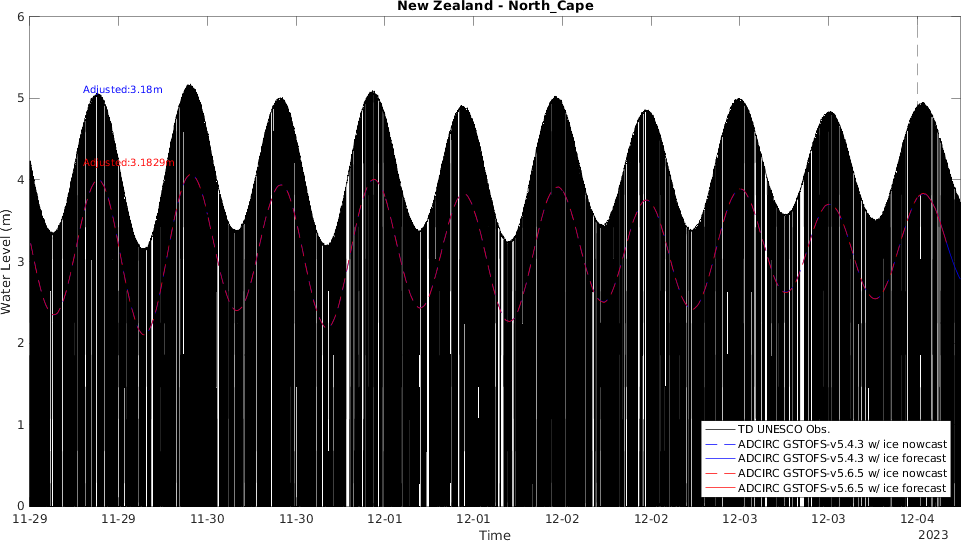 New Zealand - North_Cape
6
5
4
3
2
1
0
Water Level (m)
Adjusted:3.18m
Adjusted:3.1829m
TD UNESCO Obs.
ADCIRC GSTOFS-v5.4.3 w/ ice nowcast
ADCIRC GSTOFS-v5.4.3 w/ ice forecast
ADCIRC GSTOFS-v5.6.5 w/ ice nowcast
ADCIRC GSTOFS-v5.6.5 w/ ice forecast
11-29 11-29 11-30 11-30 12-01 12-01 12-02 12-02 12-03 12-03 12-04
Time
2023